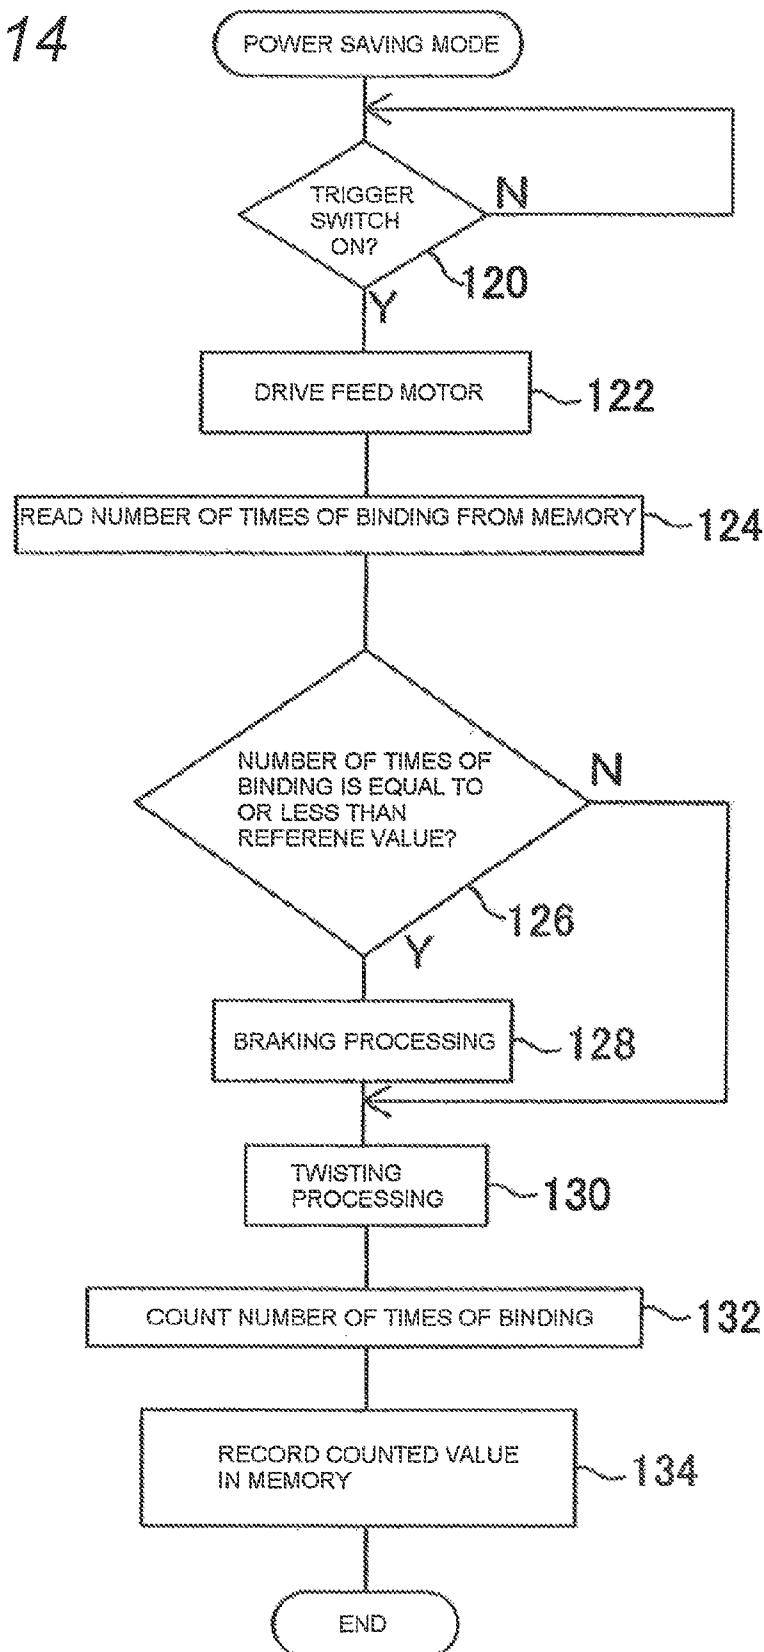 14
POWER SAVING MODE
TRIGGER
SWITCH
ON?
N
120
Y
DRIVE FEED MOTOR
122
READ NUMBER OF TIMES OF BINDING FROM MEMORY
124
NUMBER OF TIMES OF
BINDING IS EQUAL TO
OR LESS THAN
REFERENE VALUE?
N
126
Y
BRAKING PROCESSING
128
TWISTING
PROCESSING
130
COUNT NUMBER OF TIMES OF BINDING
132
RECORD COUNTED VALUE
IN MEMORY
134
END